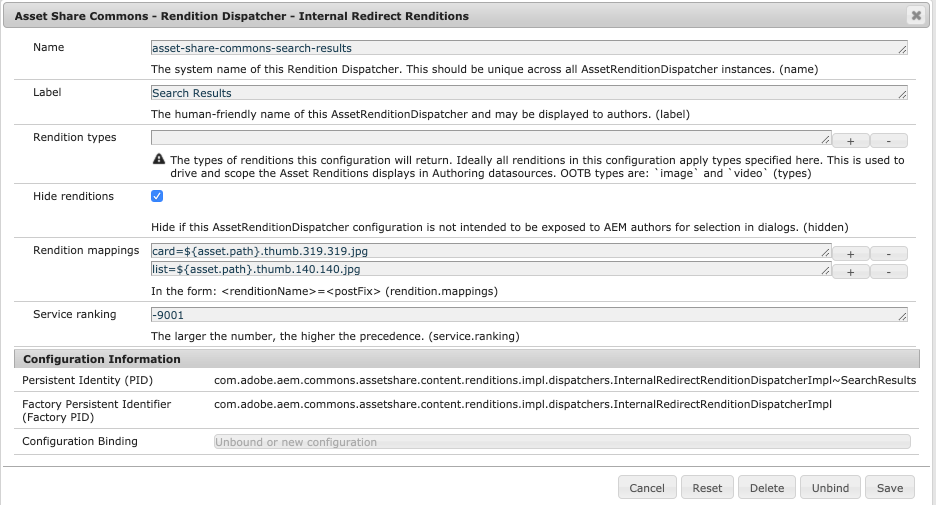 Asset Share Commons - Rendition Dispatcher - Internal Redirect Renditions
Name
asset-share-commons-search-results
The system name of this Rendition Dispatcher. This should be unique across all AssetRenditionDispatcher instances. (name)
Label
Search Results
The human-friendly name of this AssetRenditionDispatcher and may be displayed to authors. (label)
Rendition types
+ -
The types of renditions this configuration will return. Ideally all renditions in this configuration apply types specified here. This is used to
drive and scope the Asset Renditions displays in Authoring datasources. OOTB types are: `image` and `video` (types)
Hide renditions
Hide if this AssetRenditionDispatcher configuration is not intended to be exposed to AEM authors for selection in dialogs. (hidden)
Rendition mappings
card=${asset.path}.thumb.319.319.jpg
+ -
list=${asset.path}.thumb.140.140.jpg
+ -
In the form: <renditionName>=<postFix> (rendition.mappings)
Service ranking
-9001
The larger the number, the higher the precedence. (service.ranking)
Configuration Information
Persistent Identity (PID)
com.adobe.aem.commons.assetshare.content.renditions.impl.dispatchers.InternalRedirectRenditionDispatcherImpl~SearchResults
Factory Persistent Identifier
(Factory PID)
com.adobe.aem.commons.assetshare.content.renditions.impl.dispatchers.InternalRedirectRenditionDispatcherImpl
Configuration Binding
Unbound or new configuration
Cancel Reset Delete Unbind Save